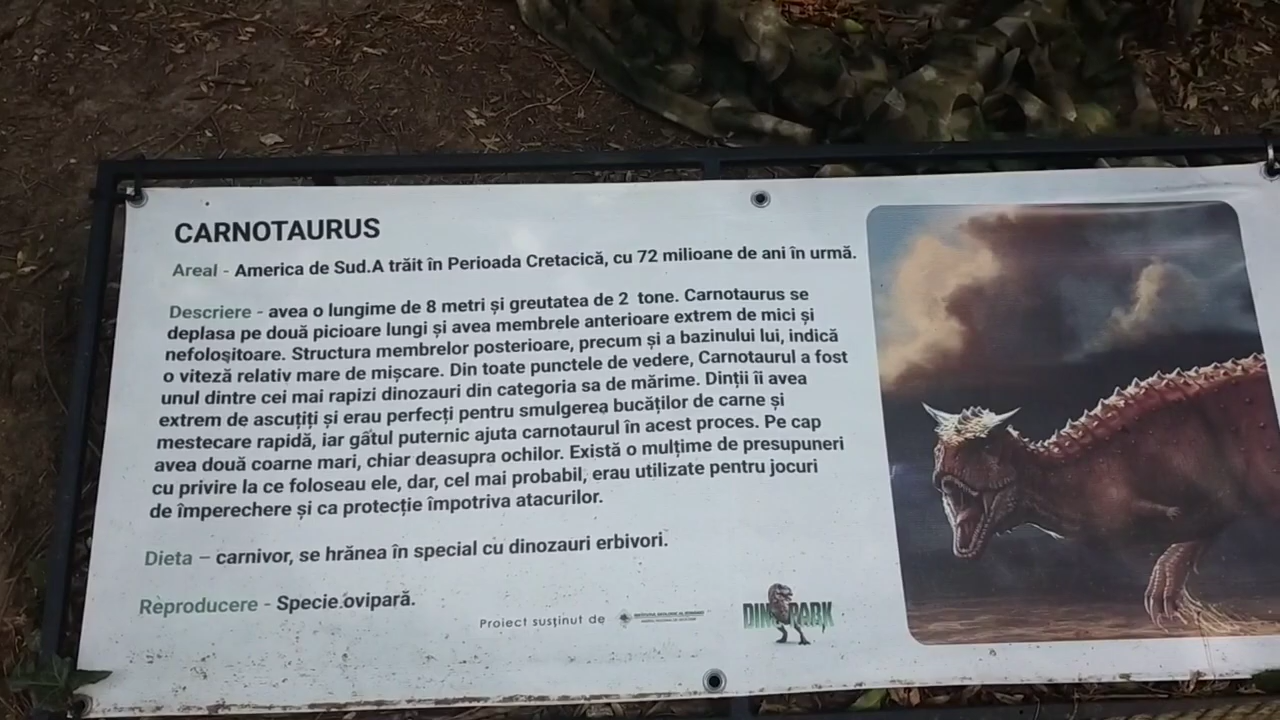 CARNOTAURUS
Areal - America de Sud.A trăit în Perioada Cretacică, cu 72 milioane de ani în urmă.
Descriere - avea o lungime de 8 metri și greutatea de 2 tone. Carnotaurus se
deplasa pe două picioare lungi și avea membrele anterioare extrem de mici și
nefolositoare. Structura membrelor posterioare, precum și a bazinului lui, indică
o viteză relativ mare de mișcare. Din toate punctele de vedere, Carnotaurul a fost
unul dintre cei mai rapizi dinozauri din categoria sa de mărime. Dinții îi avea
extrem de ascuțiți și erau perfecți pentru smulgerea bucăților de carne și
mestecare rapidă, iar gâtul puternic ajuta carnotaurul în acest proces. Pe cap
avea două coarne mari, chiar deasupra ochilor. Există o mulțime de presupuneri
cu privire la ce foloseau ele, dar, cel mai probabil, erau utilizate pentru jocuri
de împerechere și ca protecție împotriva atacurilor.
Dieta – carnivor, se hrănea în special cu dinozauri erbivori.
Reproducere - Specie ovipară.
Proiect susținut de
DINOPARK